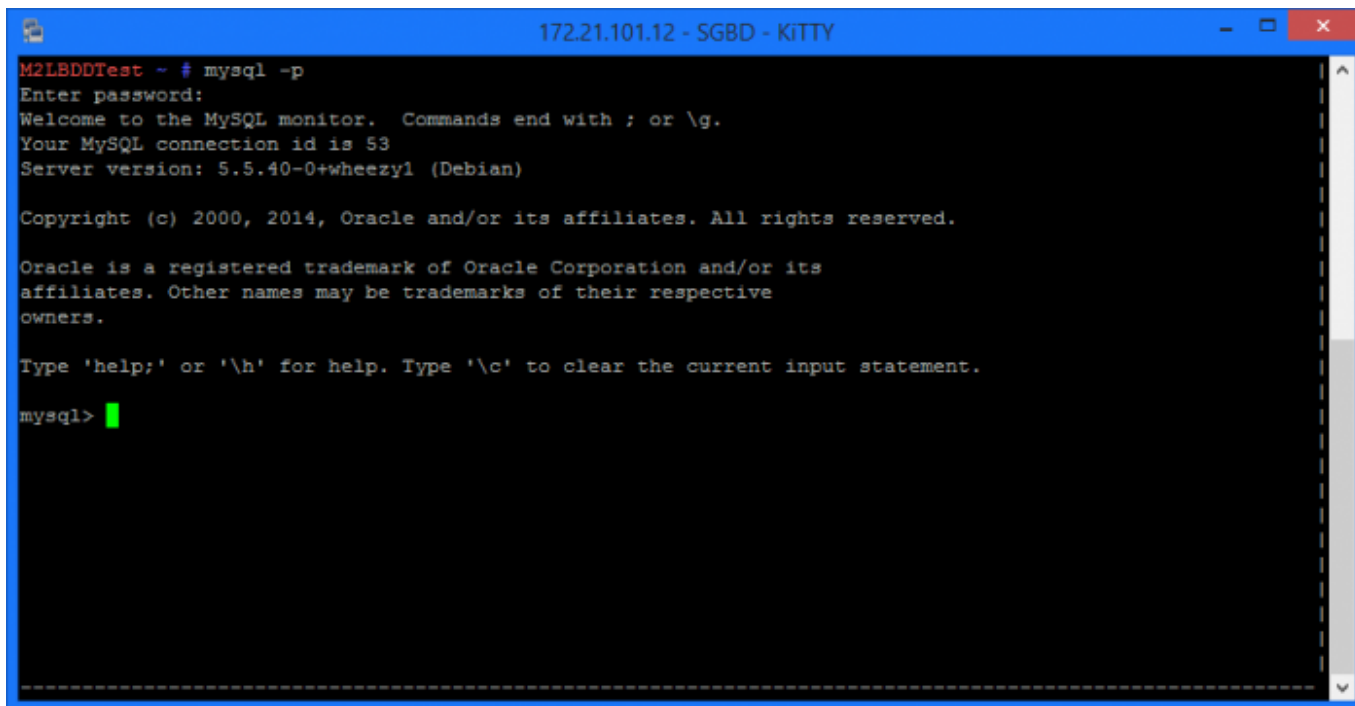 172.21.101.12 - SGBD - KiTTY
M2LBDDTest ~ # mysql -p
Enter password:
Welcome to the MySQL monitor.  Commands end with ; or \g.
Your MySQL connection id is 53
Server version: 5.5.40-0+wheezy1 (Debian)
Copyright (c) 2000, 2014, Oracle and/or its affiliates. All rights reserved.
Oracle is a registered trademark of Oracle Corporation and/or its
affiliates. Other names may be trademarks of their respective
owners.
Type 'help;' or '\h' for help. Type '\c' to clear the current input statement.
mysql>